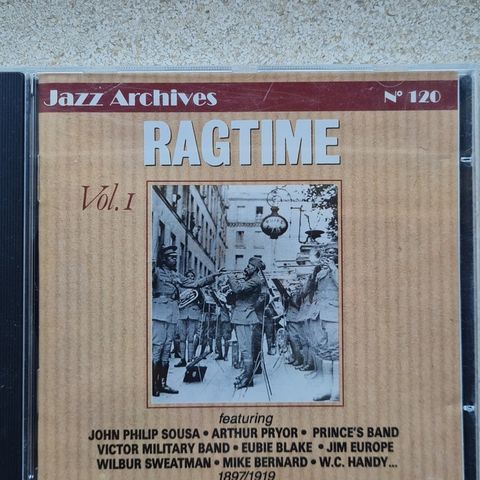 Jazz Archives N° 120
RAGTIME
Vol. I
featuring
JOHN PHILIP SOUSA • ARTHUR PRYOR • PRINCE'S BAND
VICTOR MILITARY BAND • EUBIE BLAKE • JIM EUROPE
WILBUR SWEATMAN • MIKE BERNARD • W.C. HANDY...
1897/1919